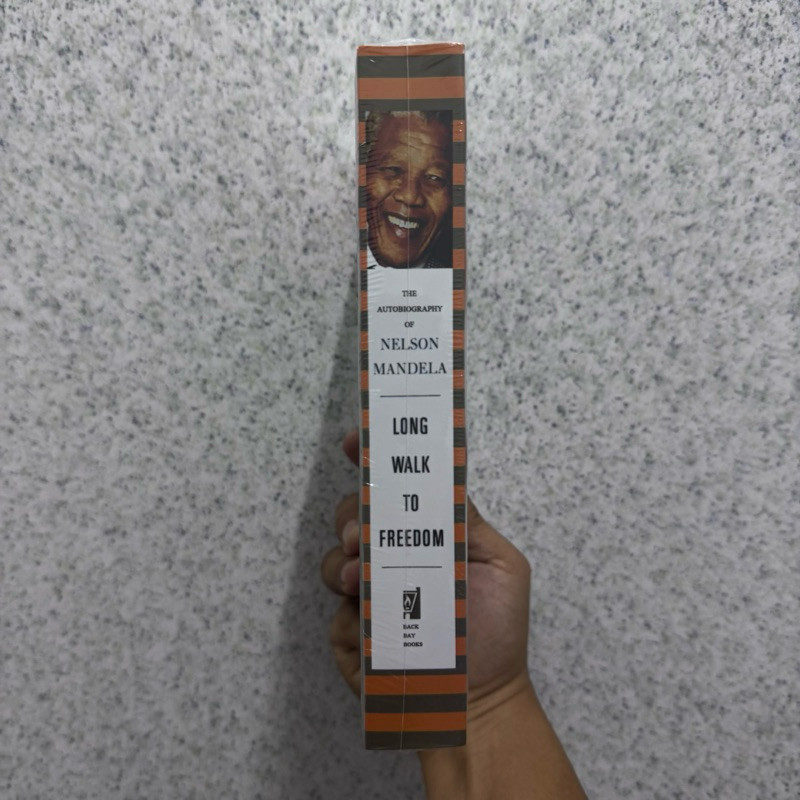 THE
AUTOBIOGRAPHY
OF
NELSON
MANDELA
LONG
WALK
TO
FREEDOM
BACK
BAY
BOOKS